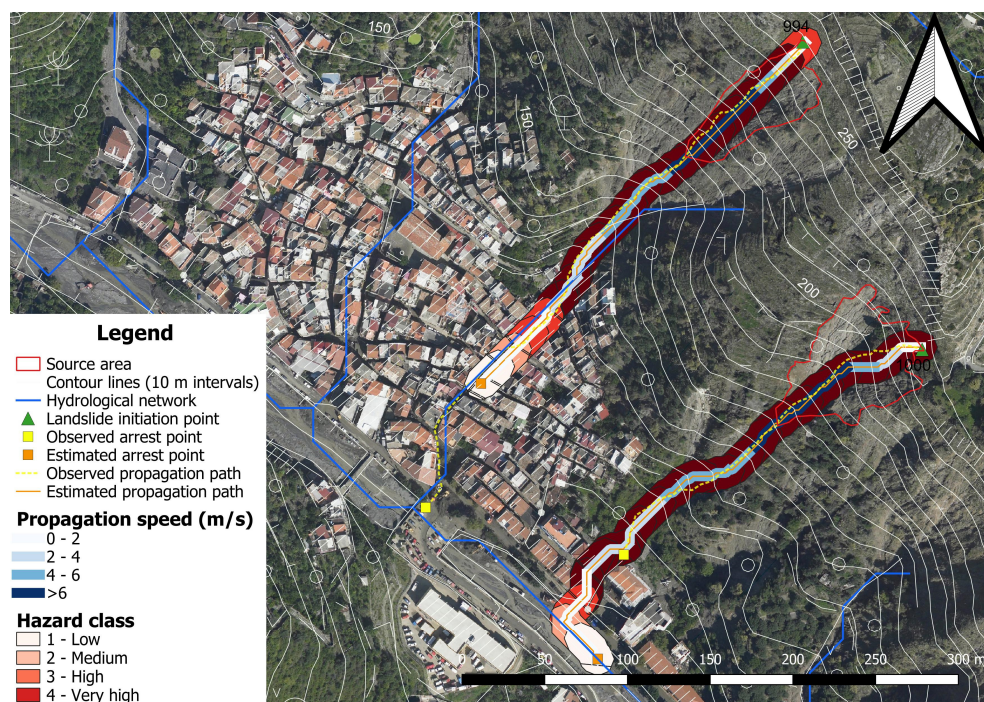 994
150
150
250
200
1000
Legend
Source area
Contour lines (10 m intervals)
Hydrological network
Landslide initiation point
Observed arrest point
Estimated arrest point
Observed propagation path
Estimated propagation path
Propagation speed (m/s)
0 - 2
2 - 4
4 - 6
>6
Hazard class
1 - Low
2 - Medium
3 - High
4 - Very high
0 50 100 150 200 250 300 m